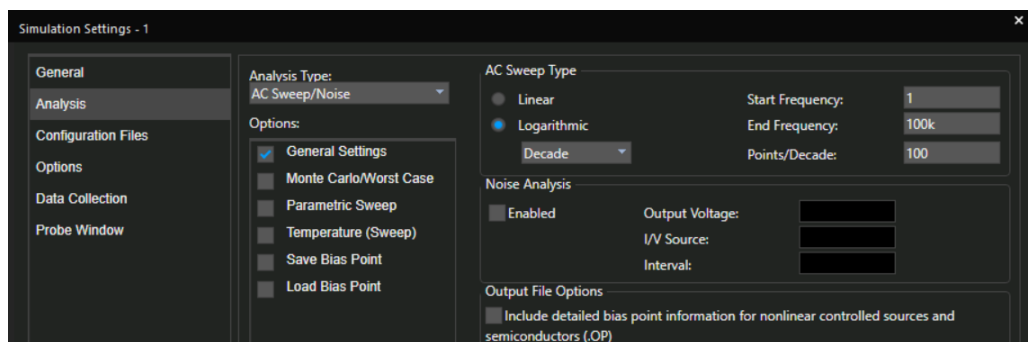 Simulation Settings - 1
×
General
Analysis
Configuration Files
Options
Data Collection
Probe Window
Analysis Type:
AC Sweep/Noise
Options:
General Settings
Monte Carlo/Worst Case
Parametric Sweep
Temperature (Sweep)
Save Bias Point
Load Bias Point
AC Sweep Type
Linear
Logarithmic
Decade
Start Frequency: 1
End Frequency: 100k
Points/Decade: 100
Noise Analysis
Enabled
Output Voltage:
I/V Source:
Interval:
Output File Options
Include detailed bias point information for nonlinear controlled sources and
semiconductors (.OP)